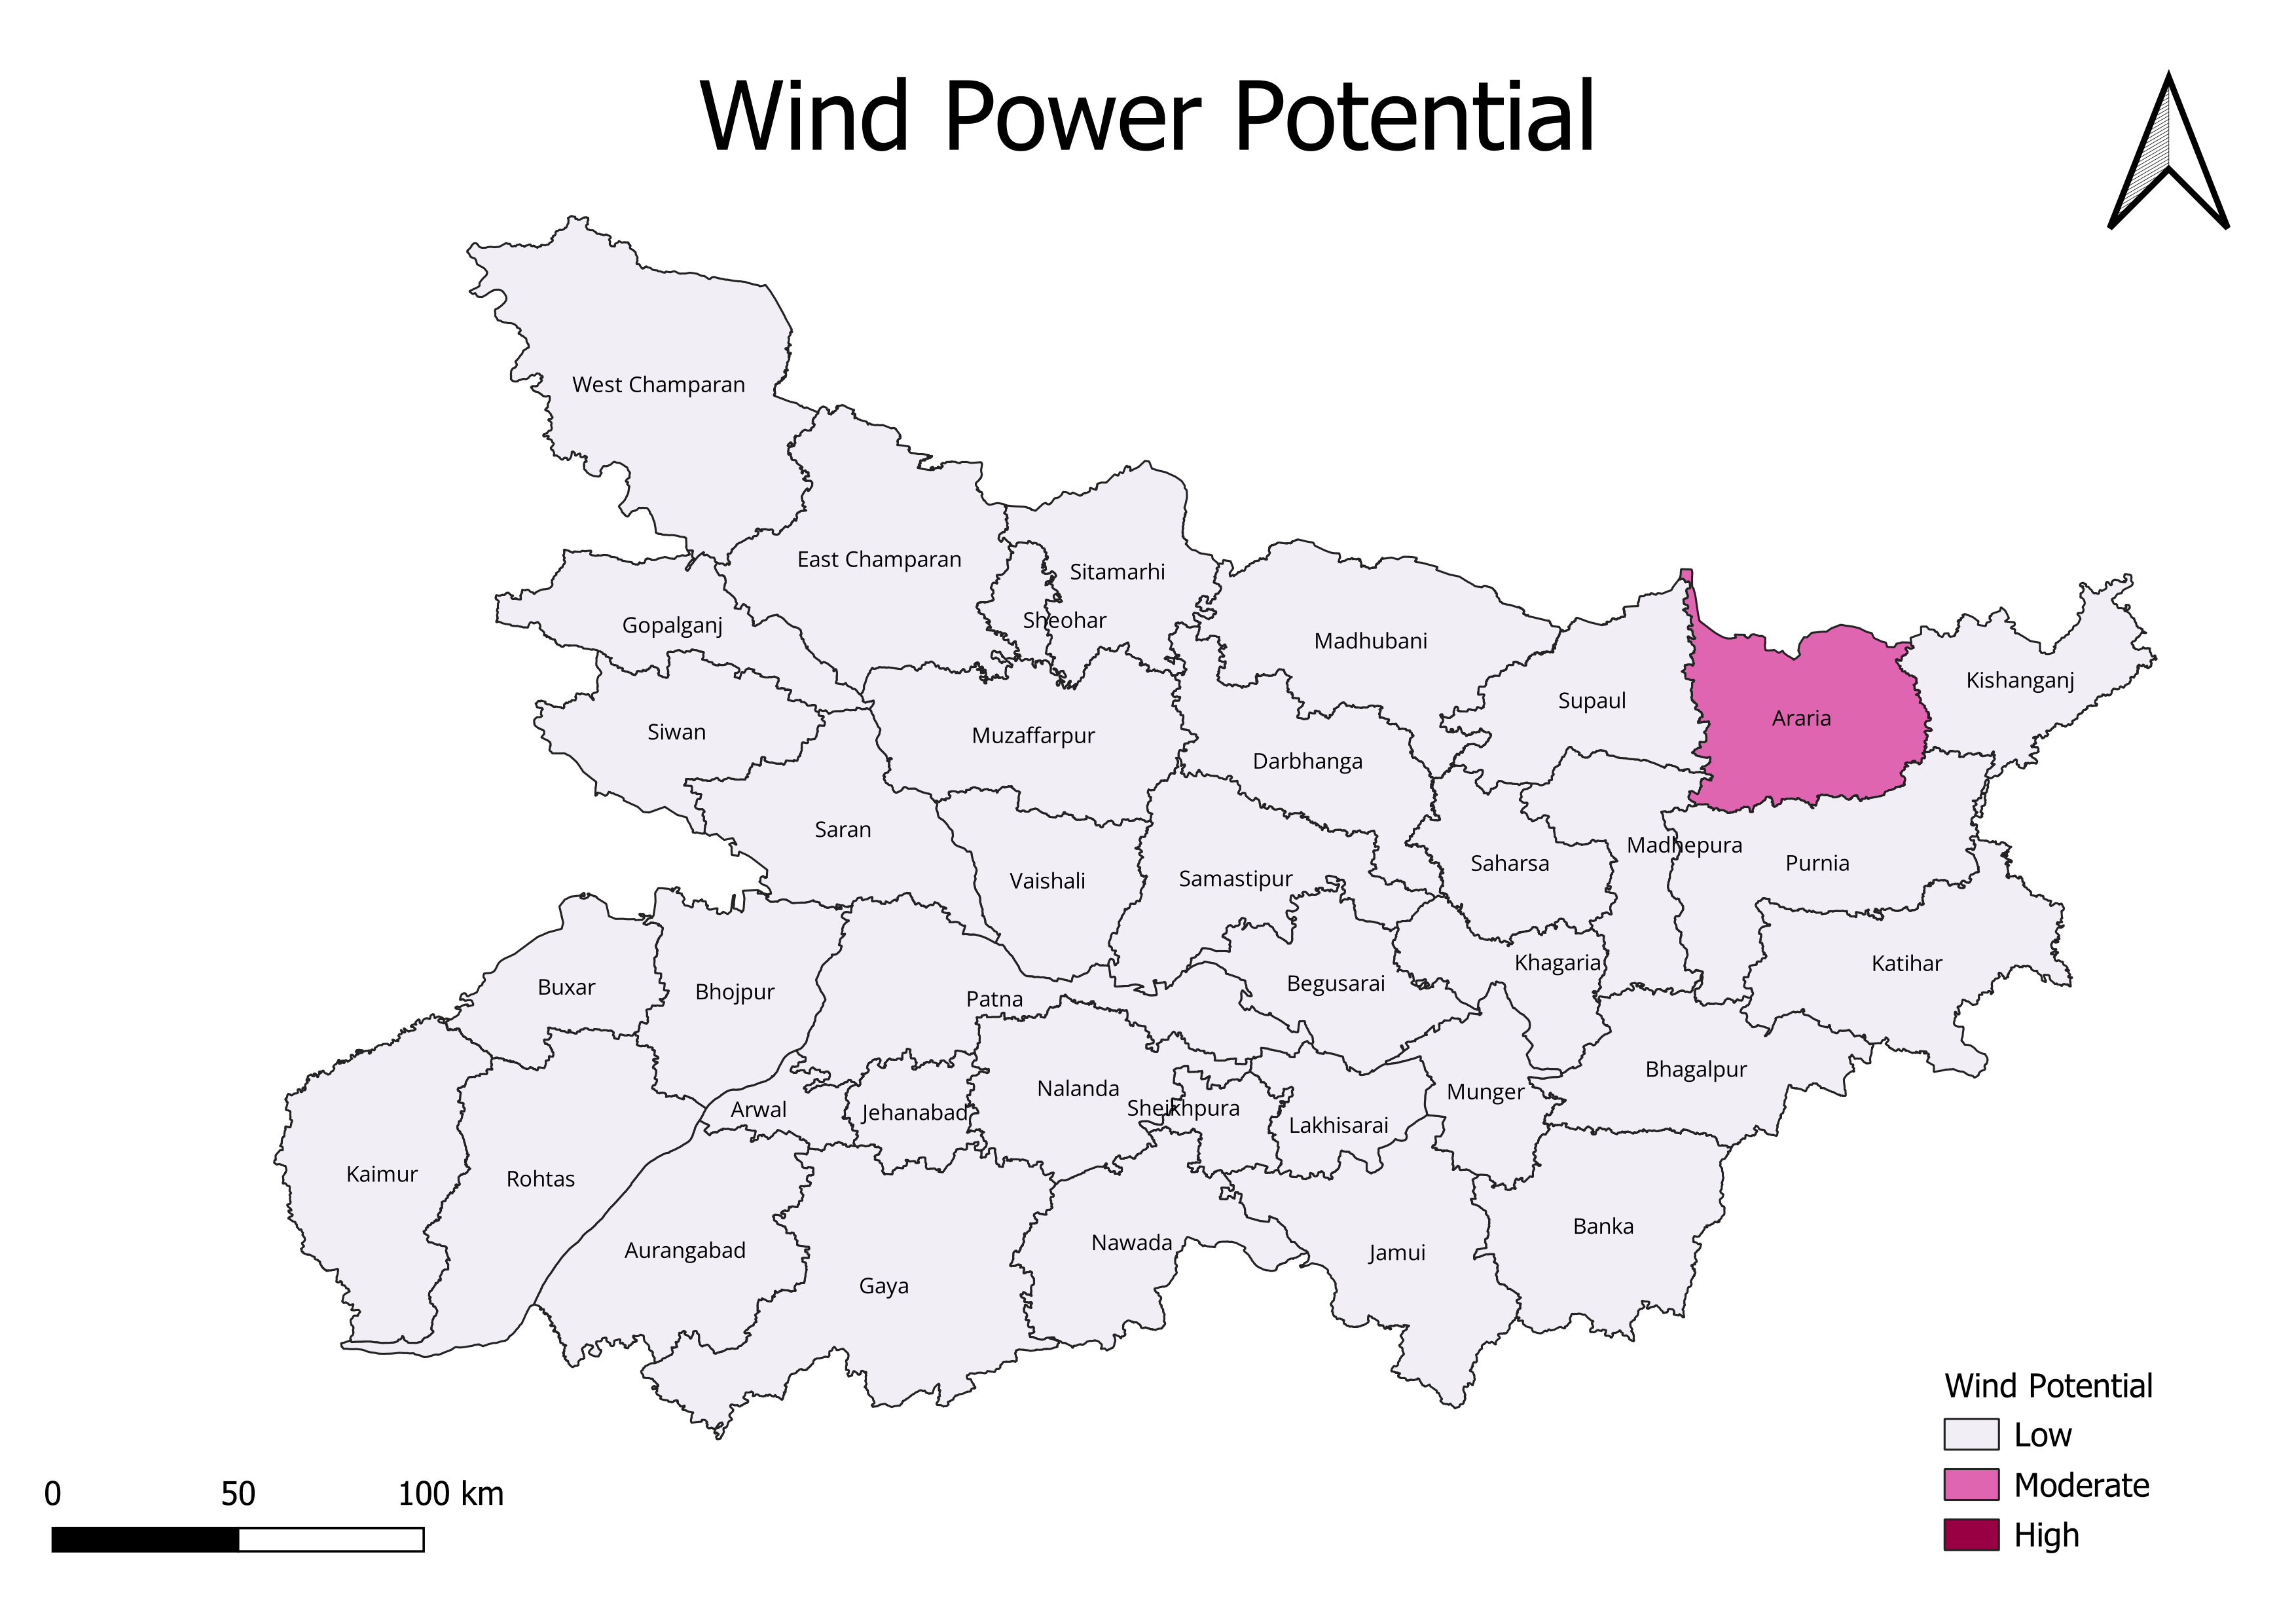 Wind Power Potential
West Champaran
East Champaran
Sitamarhi
Sheohar
Gopalganj
Madhubani
Supaul
Araria
Kishanganj
Siwan
Muzaffarpur
Darbhanga
Saran
Vaishali
Samastipur
Saharsa
Madhepura
Purnia
Buxar
Bhojpur
Patna
Begusarai
Khagaria
Katihar
Arwal
Jehanabad
Nalanda
Sheikhpura
Lakhisarai
Munger
Bhagalpur
Kaimur
Rohtas
Aurangabad
Gaya
Nawada
Jamui
Banka
Wind Potential
Low
Moderate
High
0 50 100 km